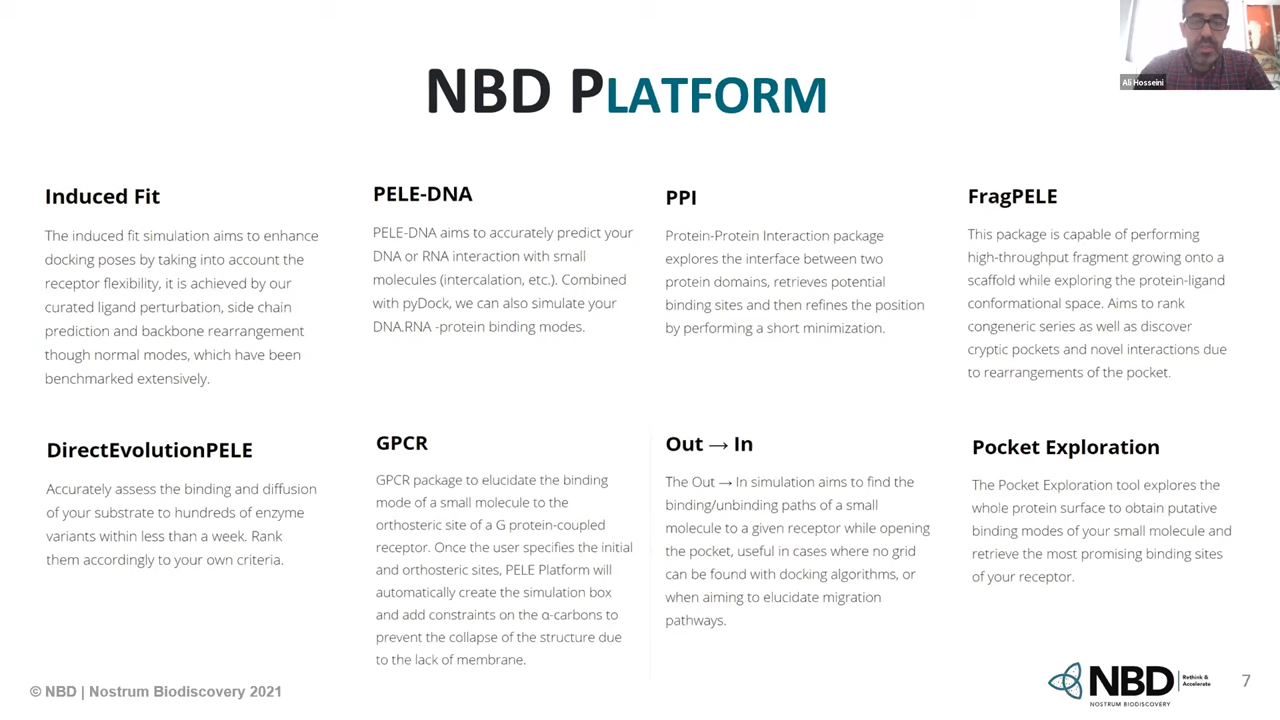 Ali Hosseini
NBD PLATFORM
Induced Fit
The induced fit simulation aims to enhance
docking poses by taking into account the
receptor flexibility, it is achieved by our
curated ligand perturbation, side chain
prediction and backbone rearrangement
though normal modes, which have been
benchmarked extensively.
PELE-DNA
PELE-DNA aims to accurately predict your
DNA or RNA interaction with small
molecules (intercalation, etc.). Combined
with pyDock, we can also simulate your
DNA.RNA -protein binding modes.
PPI
Protein-Protein Interaction package
explores the interface between two
protein domains, retrieves potential
binding sites and then refines the position
by performing a short minimization.
FragPELE
This package is capable of performing
high-throughput fragment growing onto a
scaffold while exploring the protein-ligand
conformational space. Aims to rank
congeneric series as well as discover
cryptic pockets and novel interactions due
to rearrangements of the pocket.
DirectEvolutionPELE
Accurately assess the binding and diffusion
of your substrate to hundreds of enzyme
variants within less than a week. Rank
them accordingly to your own criteria.
GPCR
GPCR package to elucidate the binding
mode of a small molecule to the
orthosteric site of a G protein-coupled
receptor. Once the user specifies the initial
and orthosteric sites, PELE Platform will
automatically create the simulation box
and add constraints on the α-carbons to
prevent the collapse of the structure due
to the lack of membrane.
Out → In
The Out → In simulation aims to find the
binding/unbinding paths of a small
molecule to a given receptor while opening
the pocket, useful in cases where no grid
can be found with docking algorithms, or
when aiming to elucidate migration
pathways.
Pocket Exploration
The Pocket Exploration tool explores the
whole protein surface to obtain putative
binding modes of your small molecule and
retrieve the most promising binding sites
of your receptor.
© NBD | Nostrum Biodiscovery 2021
NBD
Rethink &
Accelerate
NOSTRUM BIODISCOVERY
7